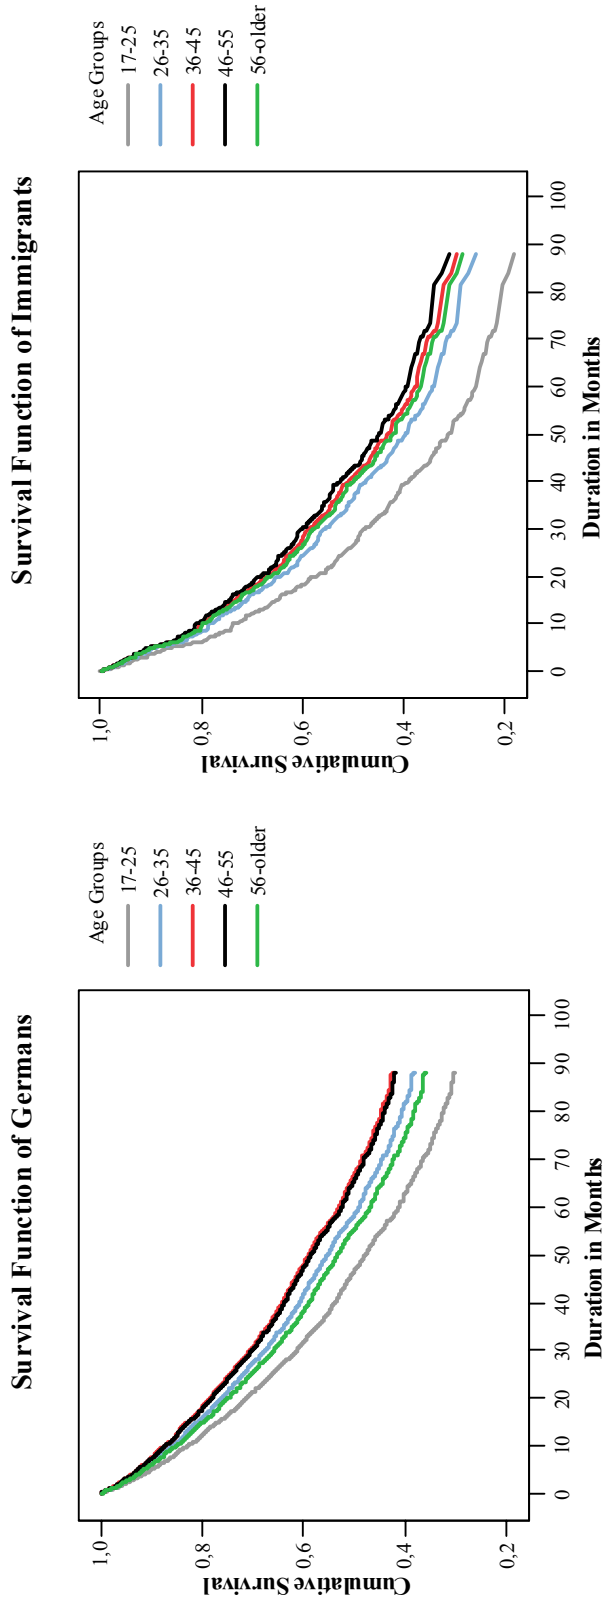 Survival Function of Germans
Cumulative Survival
1,0
0,8
0,6
0,4
0,2
0 10 20 30 40 50 60 70 80 90 100
Duration in Months
Age Groups
17-25
26-35
36-45
46-55
56-older
Survival Function of Immigrants
Cumulative Survival
1,0
0,8
0,6
0,4
0,2
0 10 20 30 40 50 60 70 80 90 100
Duration in Months
Age Groups
17-25
26-35
36-45
46-55
56-older